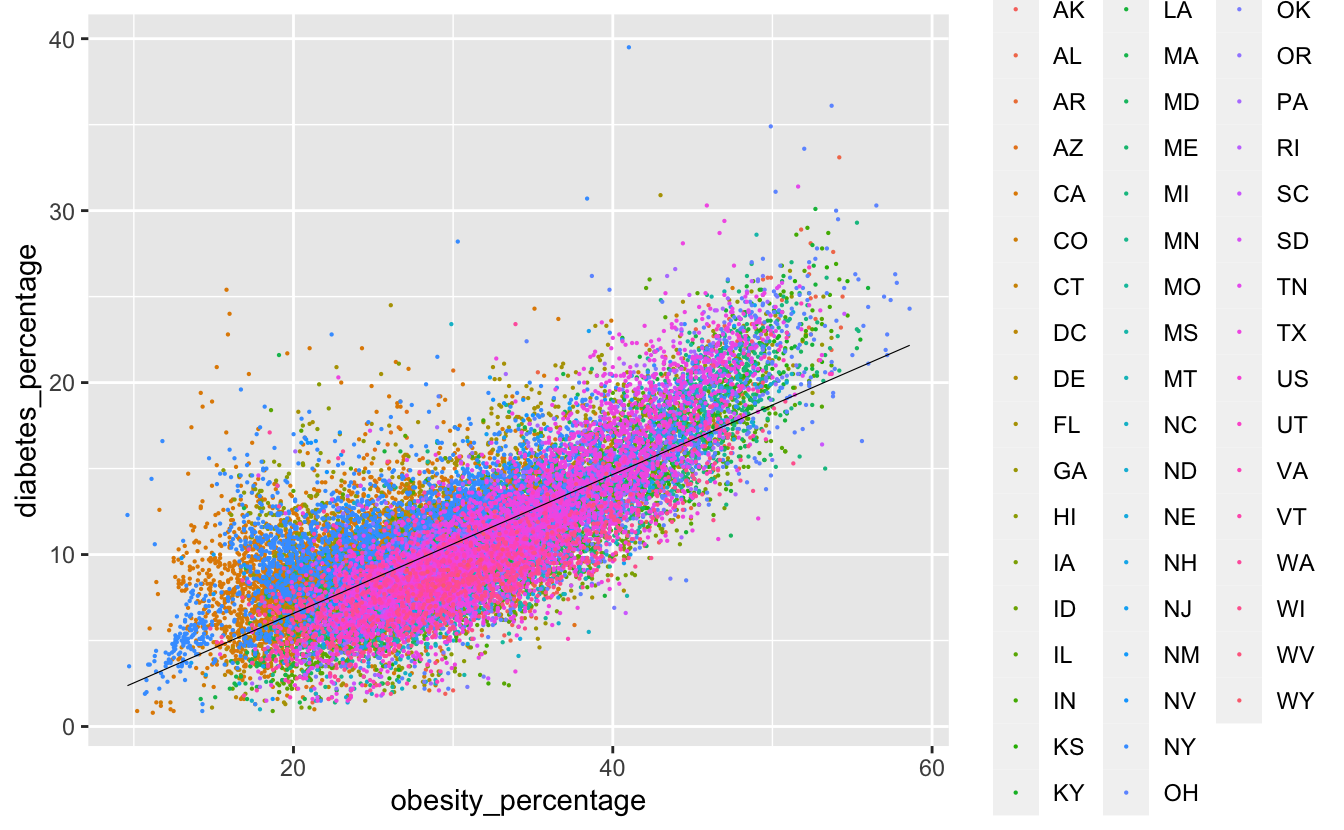 40
30
20
10
0
diabetes_percentage
20 40 60
obesity_percentage
AK LA OK
AL MA OR
AR MD PA
AZ ME RI
CA MI SC
CO MN SD
CT MO TN
DC MS TX
DE MT US
FL NC UT
GA ND VA
HI NE VT
IA NH WA
ID NJ WI
IL NM WV
IN NV WY
KS NY
KY OH